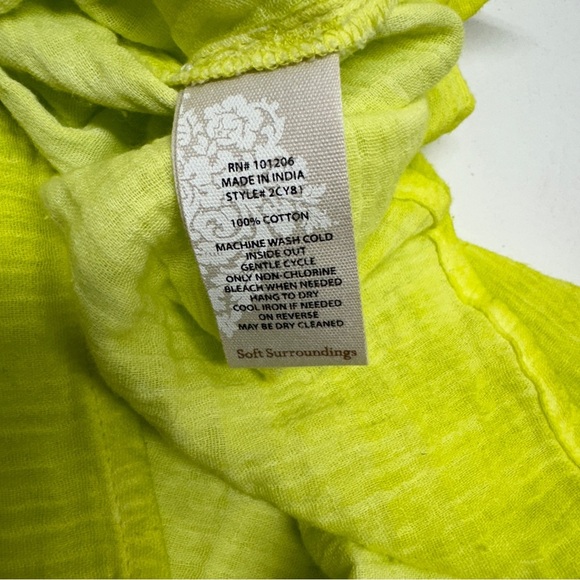 RN# 101206
MADE IN INDIA
STYLE# 2CY81
100% COTTON
MACHINE WASH COLD
INSIDE OUT
GENTLE CYCLE
ONLY NON-CHLORINE
BLEACH WHEN NEEDED
HANG TO DRY
COOL IRON IF NEEDED
ON REVERSE
MAY BE DRY CLEANED
Soft Surroundings